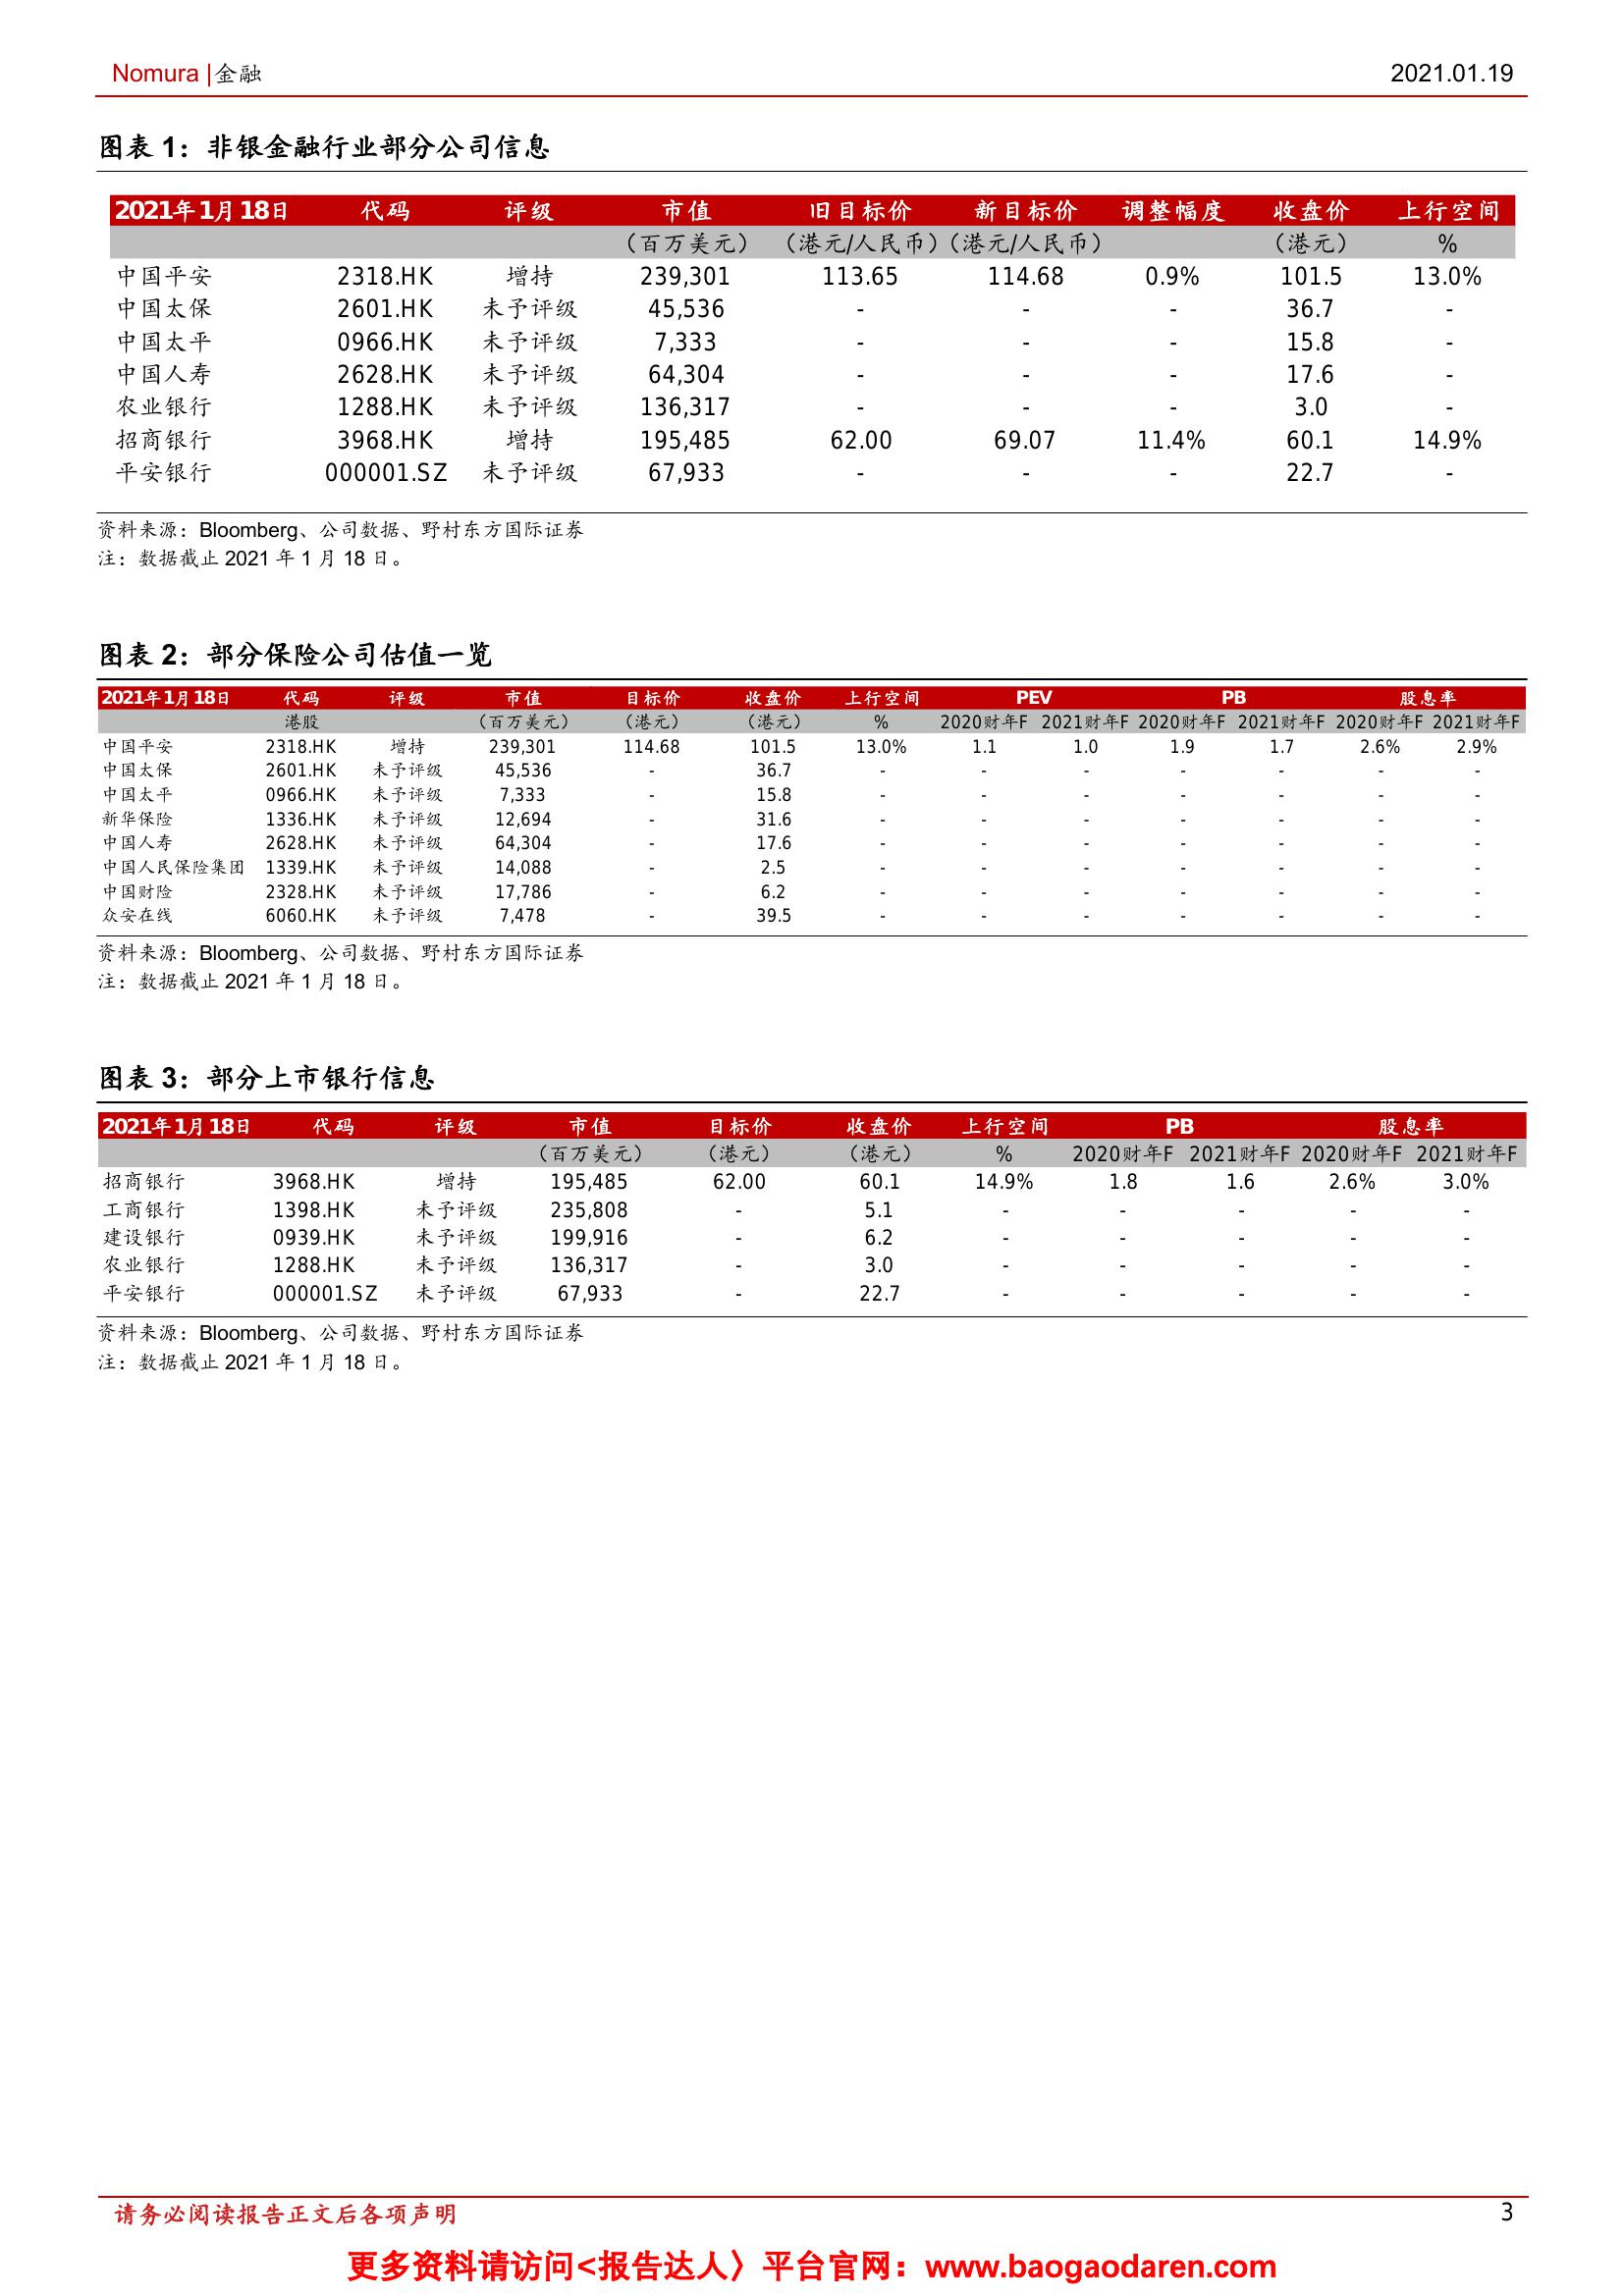 Nomura |金融 2021.01.19
图表 1：非银金融行业部分公司信息
2021年1月18日 代码 评级 市值 旧目标价 新目标价 调整幅度 收盘价 上行空间
（百万美元） （港元/人民币） （港元/人民币） （港元） %
中国平安 2318.HK 增持 239,301 113.65 114.68 0.9% 101.5 13.0%
中国太保 2601.HK 未予评级 45,536 - - - 36.7 -
中国太平 0966.HK 未予评级 7,333 - - - 15.8 -
中国人寿 2628.HK 未予评级 64,304 - - - 17.6 -
农业银行 1288.HK 未予评级 136,317 - - - 3.0 -
招商银行 3968.HK 增持 195,485 62.00 69.07 11.4% 60.1 14.9%
平安银行 000001.SZ 未予评级 67,933 - - - 22.7 -
资料来源：Bloomberg、公司数据、野村东方国际证券
注：数据截止 2021 年 1 月 18 日。
图表 2：部分保险公司估值一览
2021年1月18日 代码 评级 市值 目标价 收盘价 上行空间 PEV PB 股息率
港股 （百万美元） （港元） （港元） % 2020财年F 2021财年F 2020财年F 2021财年F 2020财年F 2021财年F
中国平安 2318.HK 增持 239,301 114.68 101.5 13.0% 1.1 1.0 1.9 1.7 2.6% 2.9%
中国太保 2601.HK 未予评级 45,536 - 36.7 - - - - - - -
中国太平 0966.HK 未予评级 7,333 - 15.8 - - - - - - -
新华保险 1336.HK 未予评级 12,694 - 31.6 - - - - - - -
中国人寿 2628.HK 未予评级 64,304 - 17.6 - - - - - - -
中国人民保险集团 1339.HK 未予评级 14,088 - 2.5 - - - - - - -
中国财险 2328.HK 未予评级 17,786 - 6.2 - - - - - - -
众安在线 6060.HK 未予评级 7,478 - 39.5 - - - - - - -
资料来源：Bloomberg、公司数据、野村东方国际证券
注：数据截止 2021 年 1 月 18 日。
图表 3：部分上市银行信息
2021年1月18日 代码 评级 市值 目标价 收盘价 上行空间 PB 股息率
（百万美元） （港元） （港元） % 2020财年F 2021财年F 2020财年F 2021财年F
招商银行 3968.HK 增持 195,485 62.00 60.1 14.9% 1.8 1.6 2.6% 3.0%
工商银行 1398.HK 未予评级 235,808 - 5.1 - - - - -
建设银行 0939.HK 未予评级 199,916 - 6.2 - - - - -
农业银行 1288.HK 未予评级 136,317 - 3.0 - - - - -
平安银行 000001.SZ 未予评级 67,933 - 22.7 - - - - -
资料来源：Bloomberg、公司数据、野村东方国际证券
注：数据截止 2021 年 1 月 18 日。
请务必阅读报告正文后各项声明 3
更多资料请访问<报告达人〉平台官网：www.baogaodaren.com